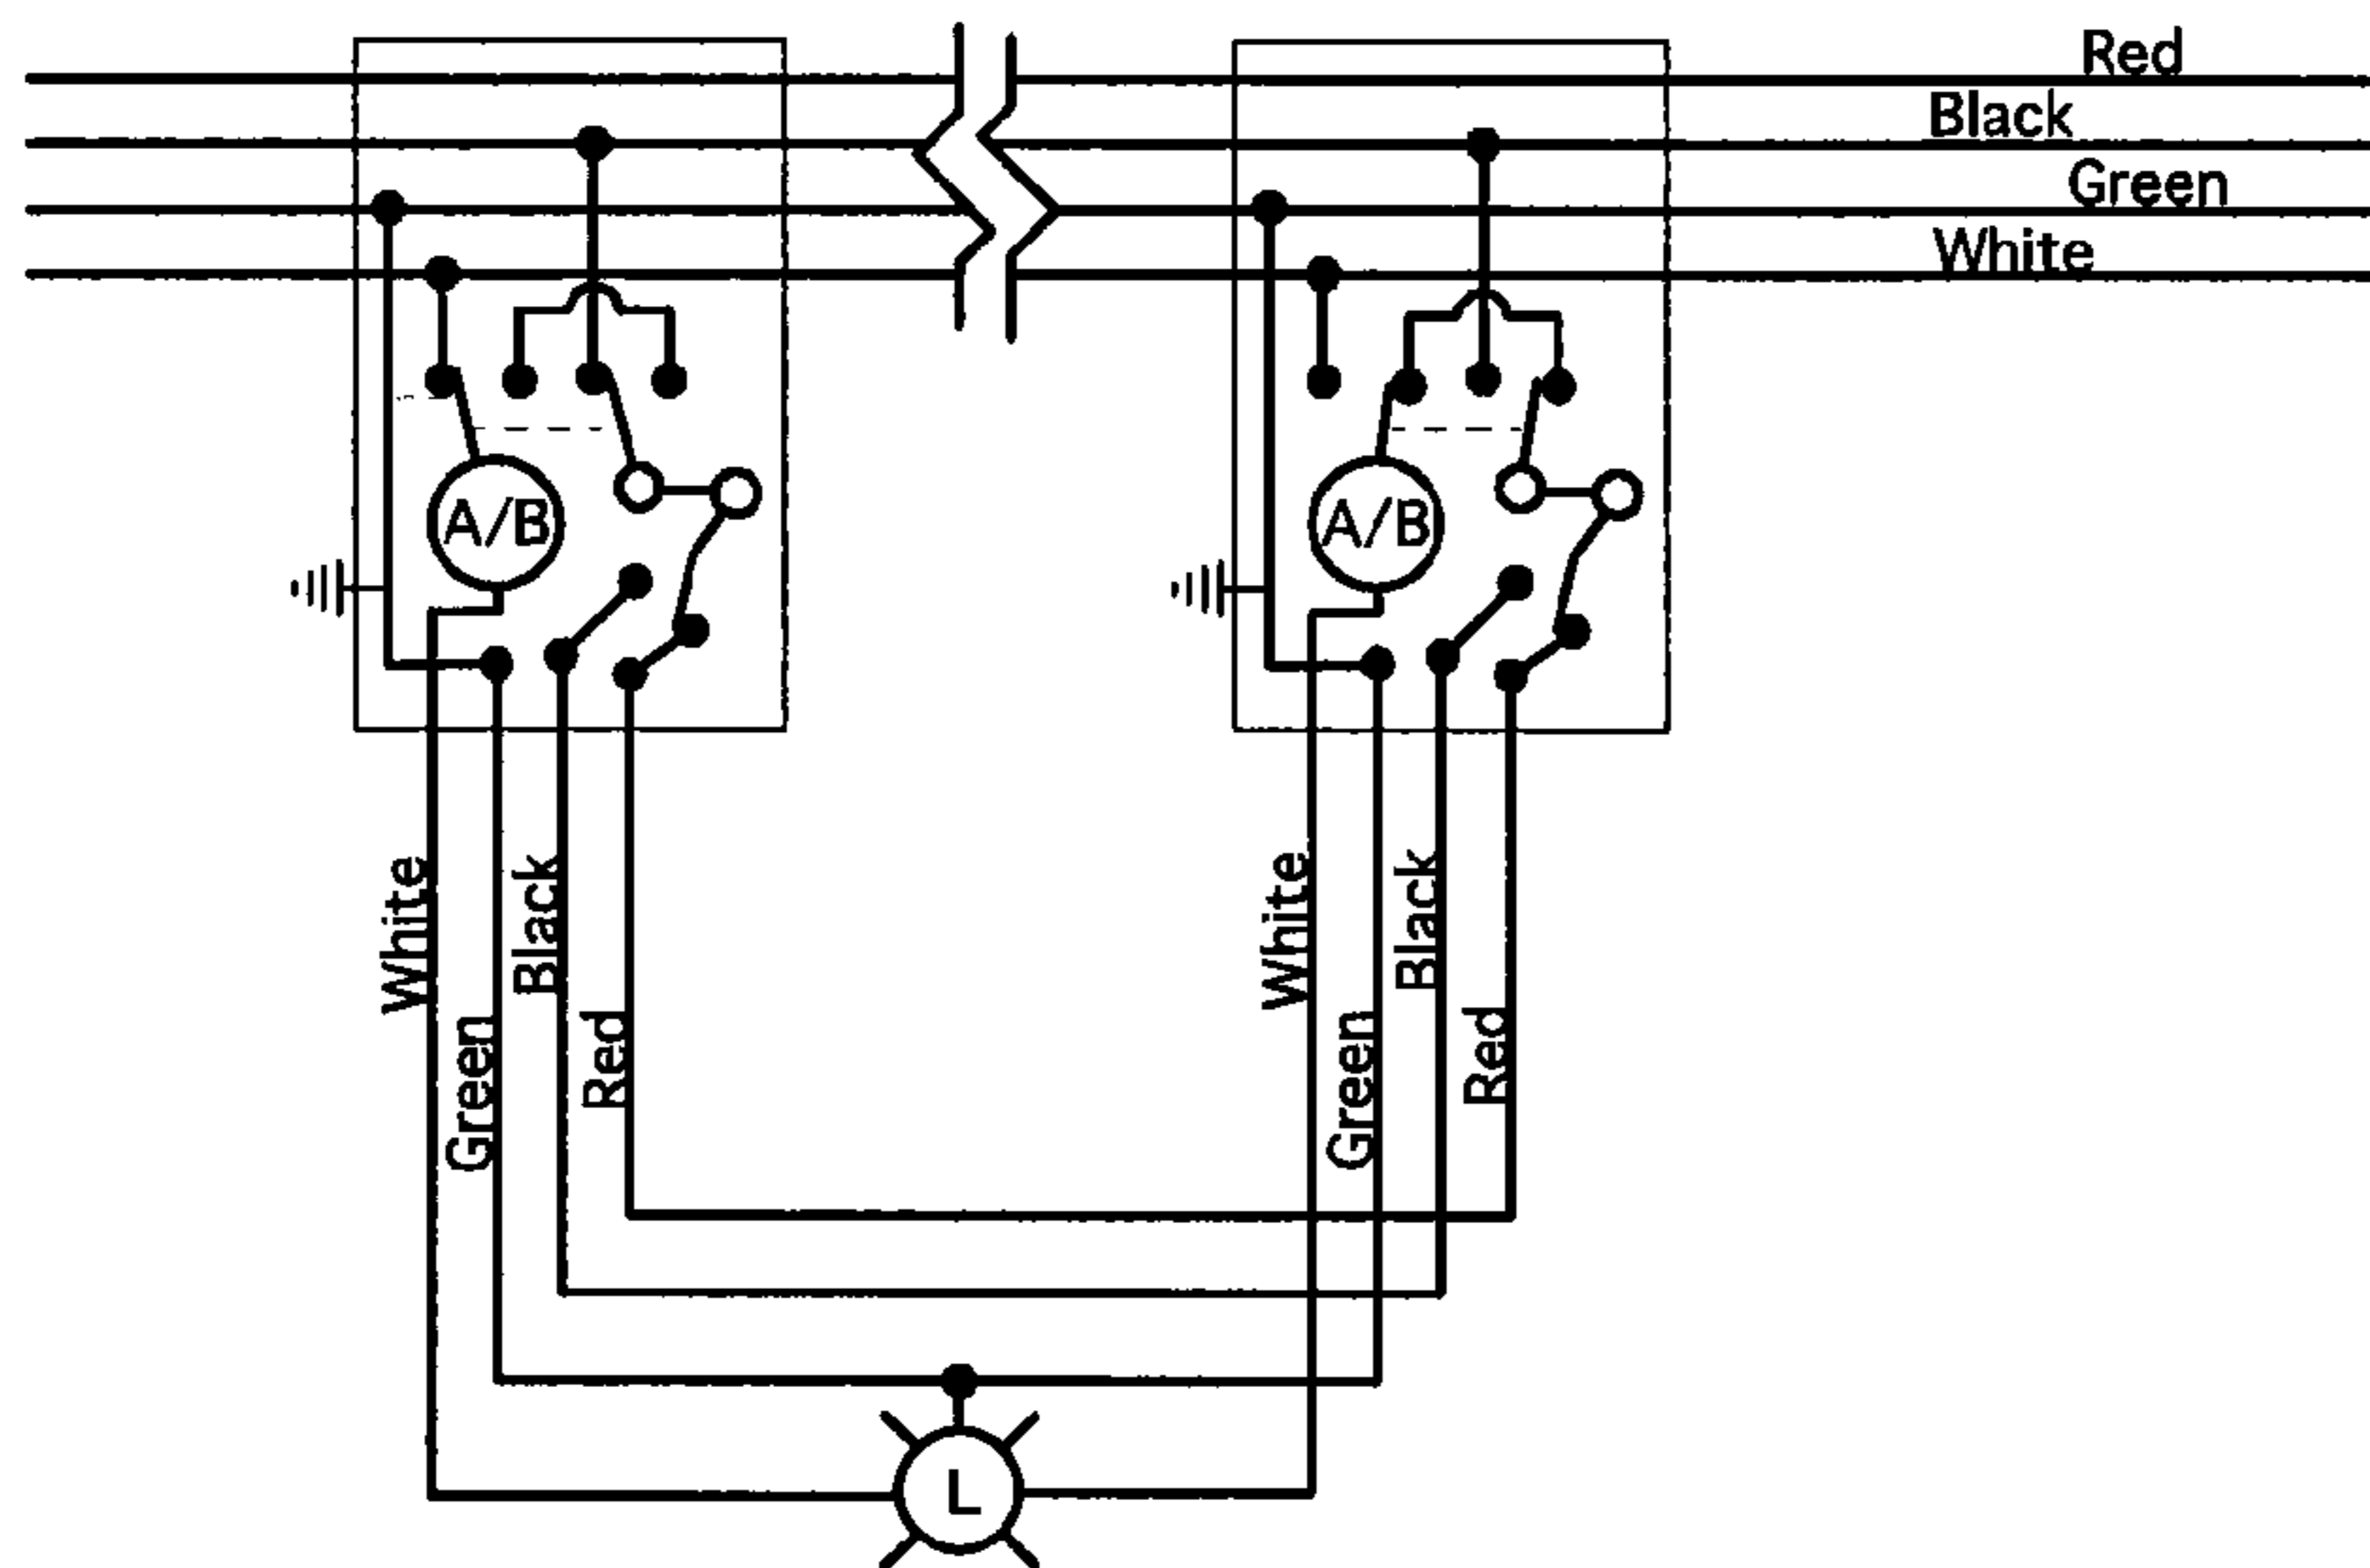 Red
Black
Green
White
A/B
A/B
White
Green
Black
Red
White
Green
Black
Red
L